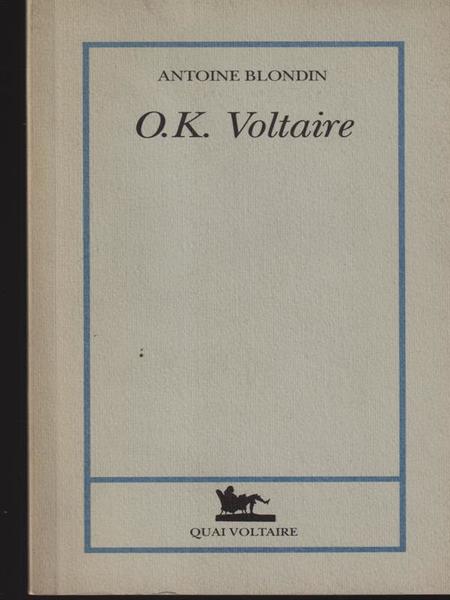 ANTOINE BLONDIN
O.K. Voltaire
QUAI VOLTAIRE